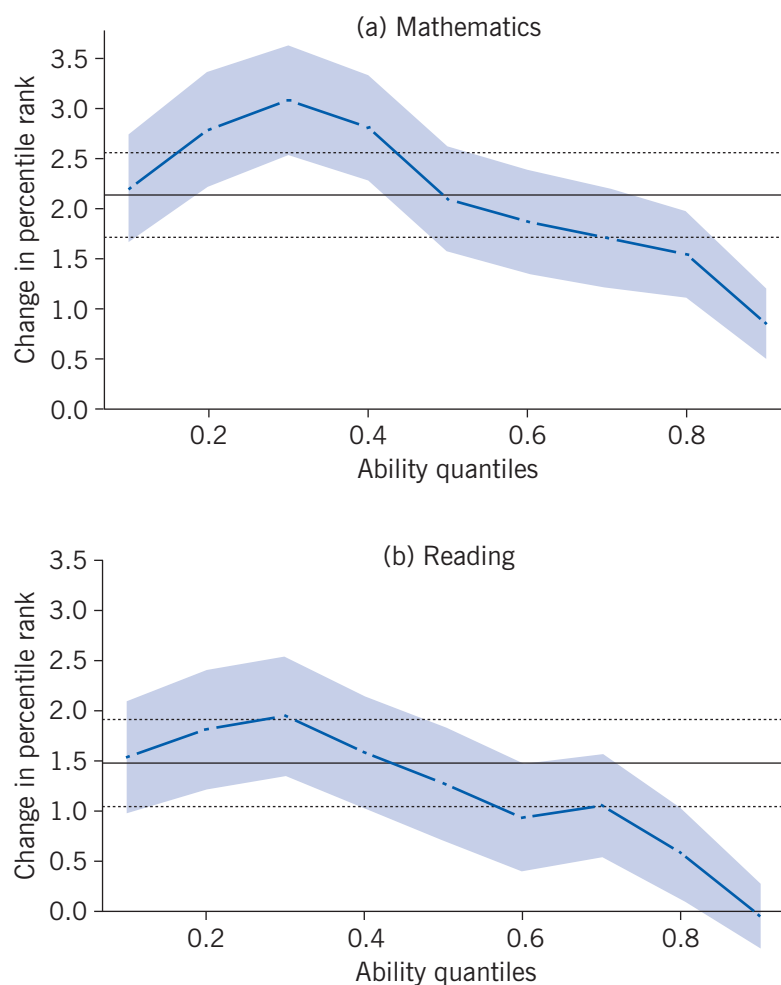 (a) Mathematics
Change in percentile rank
3.5
3.0
2.5
2.0
1.5
1.0
0.5
0.0
0.2 0.4 0.6 0.8
Ability quantiles
(b) Reading
Change in percentile rank
3.5
3.0
2.5
2.0
1.5
1.0
0.5
0.0
0.2 0.4 0.6 0.8
Ability quantiles